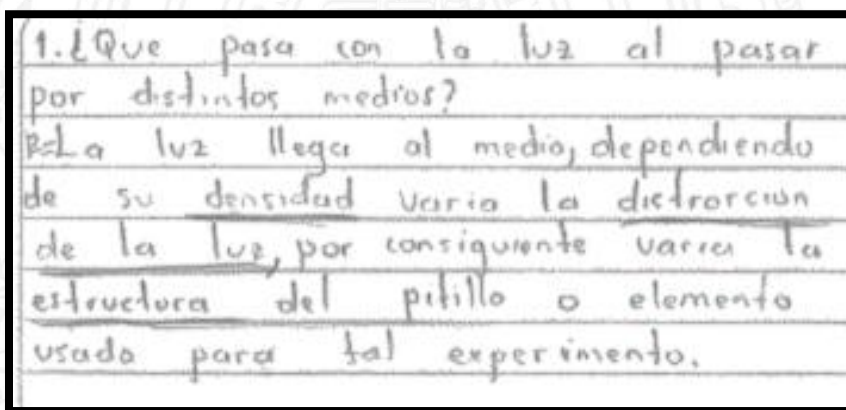 1. ¿Que pasa con la luz al pasar
por distintos medios?
R=La luz llega al medio, dependiendo
de su densidad varia la distrorcion
de la luz, por consiguiente varia la
estructura del pitillo o elemento
usado para tal experimento.